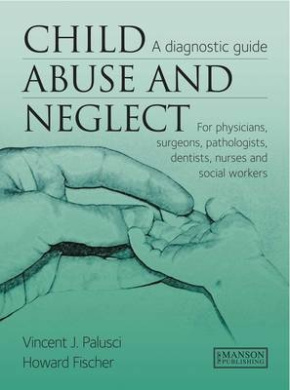 CHILD A diagnostic guide
ABUSE AND
NEGLECT For physicians,
surgeons, pathologists,
dentists, nurses and
social workers
Vincent J. Palusci
Howard Fischer
MANSON
PUBLISHING